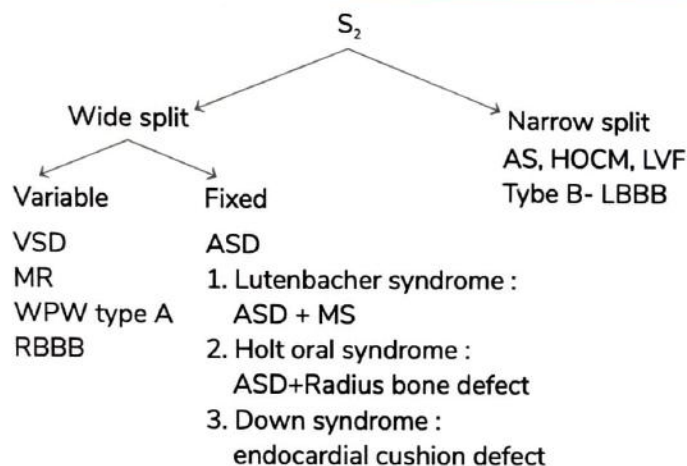 S₂
Wide split
Narrow split
AS, HOCM, LVF
Tybe B- LBBB
Variable
VSD
MR
WPW type A
RBBB
Fixed
ASD
1. Lutenbacher syndrome :
ASD + MS
2. Holt oral syndrome :
ASD+Radius bone defect
3. Down syndrome :
endocardial cushion defect